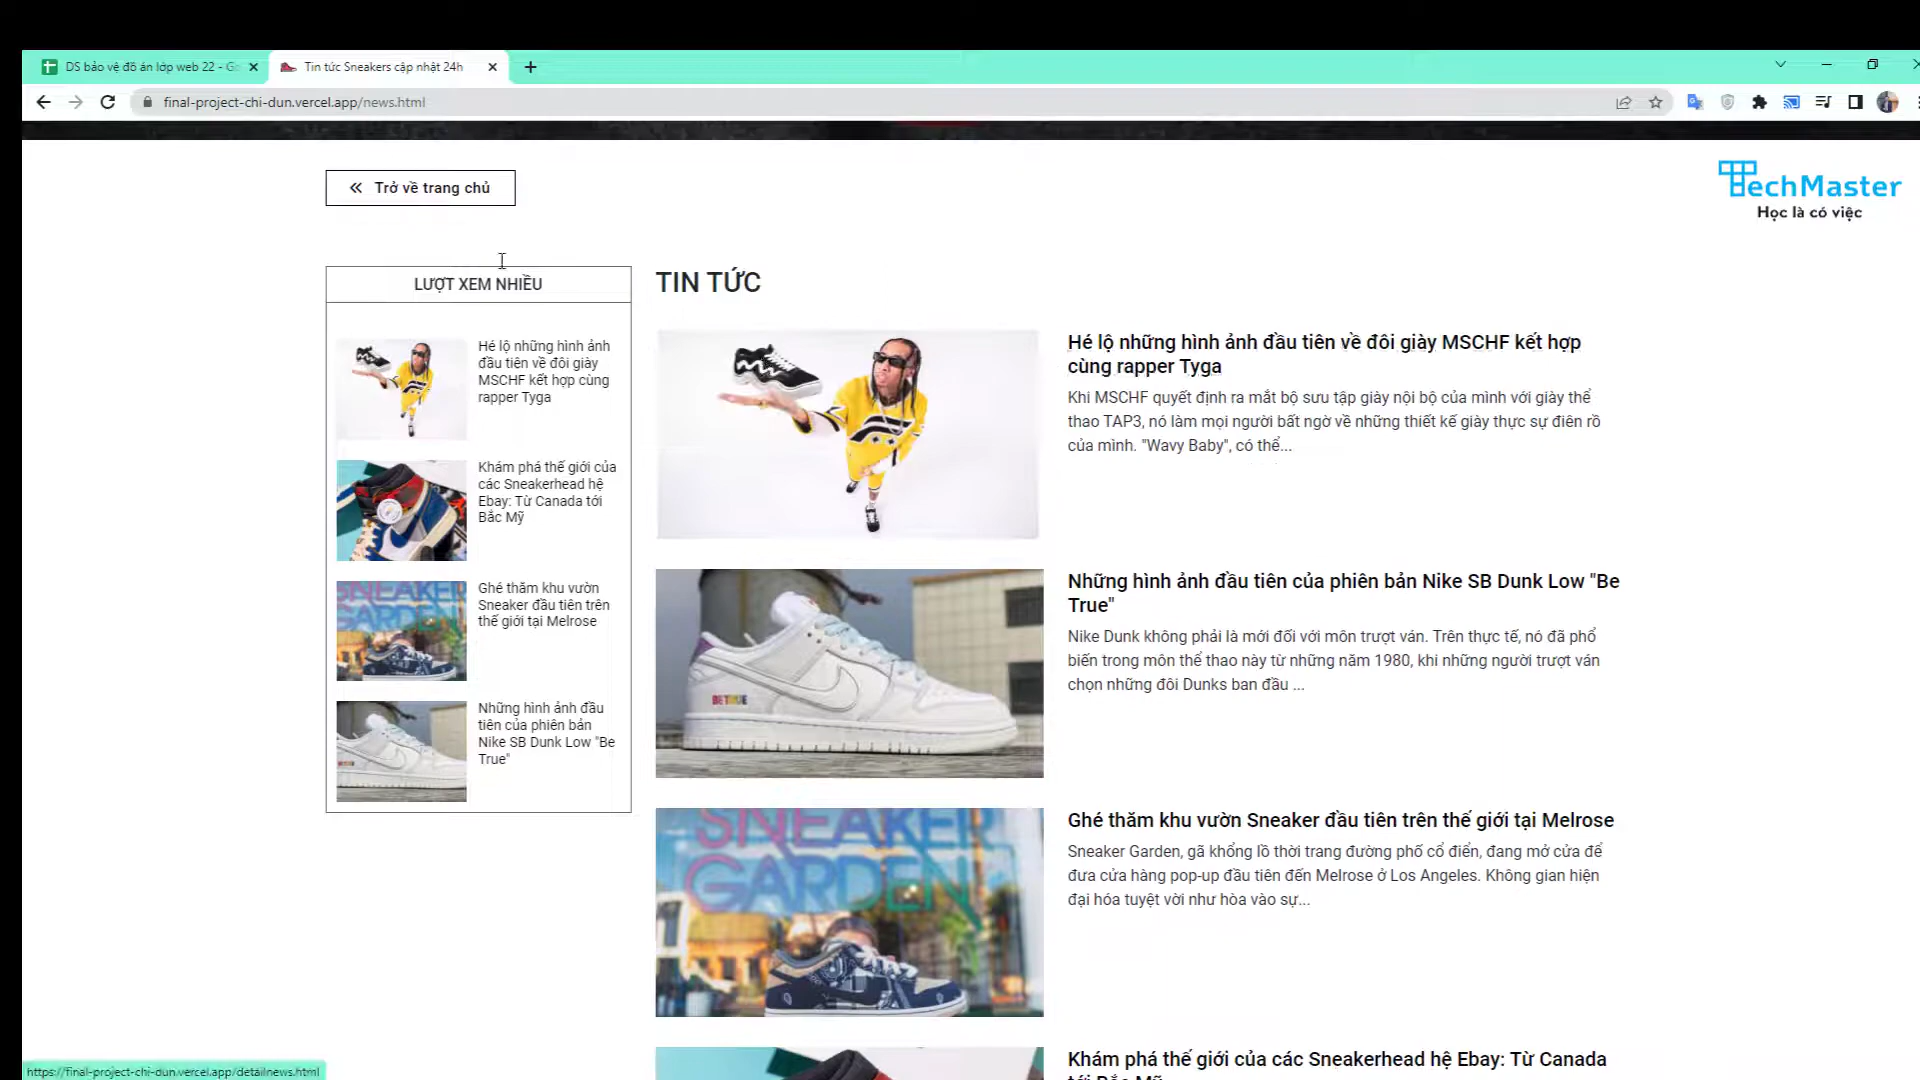 DS bảo vệ đồ án lớp web 22 - G
Tin tức Sneakers cập nhật 24h
final-project-chi-dun.vercel.app/news.html
Trở về trang chủ
TechMaster
Học là có việc
LƯỢT XEM NHIỀU
Hé lộ những hình ảnh
đầu tiên về đôi giày
MSCHF kết hợp cùng
rapper Tyga
Khám phá thế giới của
các Sneakerhead hệ
Ebay: Từ Canada tới
Bắc Mỹ
Ghé thăm khu vườn
Sneaker đầu tiên trên
thế giới tại Melrose
Những hình ảnh đầu
tiên của phiên bản
Nike SB Dunk Low "Be
True"
TIN TỨC
Hé lộ những hình ảnh đầu tiên về đôi giày MSCHF kết hợp
cùng rapper Tyga
Khi MSCHF quyết định ra mắt bộ sưu tập giày nội bộ của mình với giày thể
thao TAP3, nó làm mọi người bất ngờ về những thiết kế giày thực sự điên rồ
của mình. "Wavy Baby", có thể...
BETRUE
Những hình ảnh đầu tiên của phiên bản Nike SB Dunk Low "Be
True"
Nike Dunk không phải là mới đối với môn trượt ván. Trên thực tế, nó đã phổ
biến trong môn thể thao này từ những năm 1980, khi những người trượt ván
chọn những đôi Dunks ban đầu ...
SNEAKER
GARDEN
Ghé thăm khu vườn Sneaker đầu tiên trên thế giới tại Melrose
Sneaker Garden, gã khổng lồ thời trang đường phố cổ điển, đang mở cửa để
đưa cửa hàng pop-up đầu tiên đến Melrose ở Los Angeles. Không gian hiện
đại hóa tuyệt vời như hòa vào sự...
Khám phá thế giới của các Sneakerhead hệ Ebay: Từ Canada
tới Bắc Mỹ
https://final-project-chi-dun.vercel.app/detailnews.html